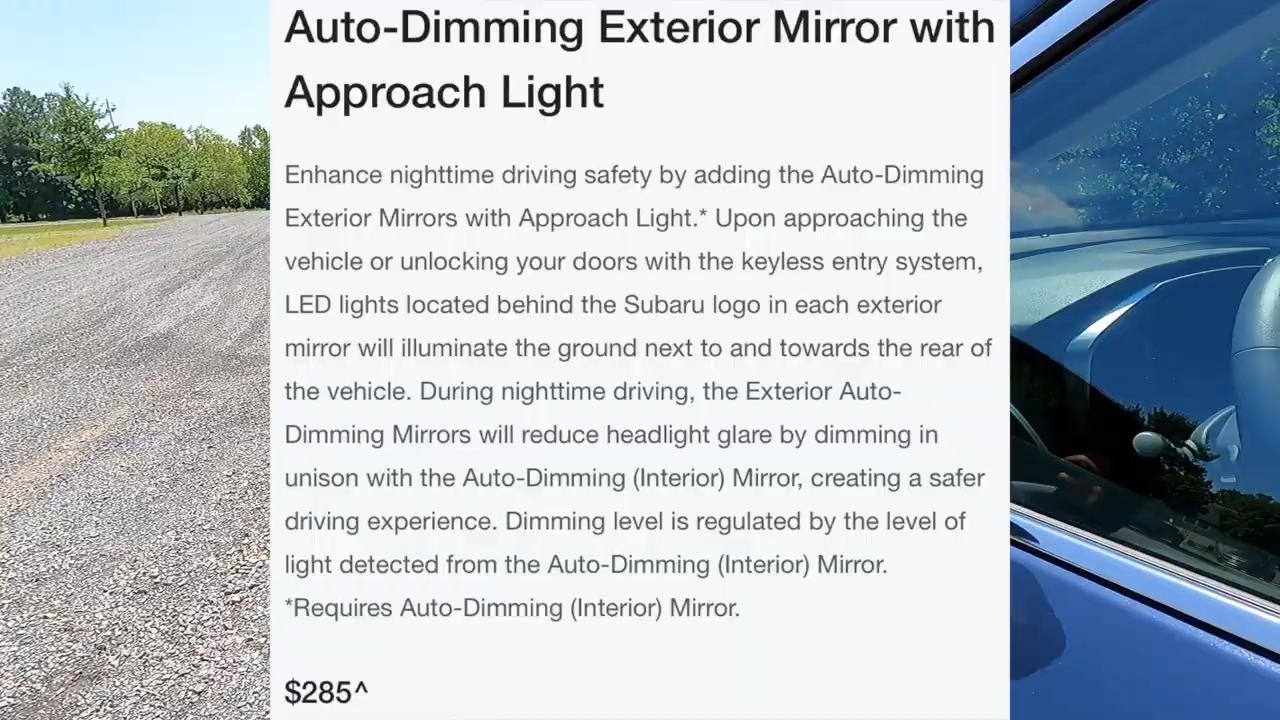 Auto-Dimming Exterior Mirror with
Approach Light
Enhance nighttime driving safety by adding the Auto-Dimming
Exterior Mirrors with Approach Light.* Upon approaching the
vehicle or unlocking your doors with the keyless entry system,
LED lights located behind the Subaru logo in each exterior
mirror will illuminate the ground next to and towards the rear of
the vehicle. During nighttime driving, the Exterior Auto-
Dimming Mirrors will reduce headlight glare by dimming in
unison with the Auto-Dimming (Interior) Mirror, creating a safer
driving experience. Dimming level is regulated by the level of
light detected from the Auto-Dimming (Interior) Mirror.
*Requires Auto-Dimming (Interior) Mirror.
$285^